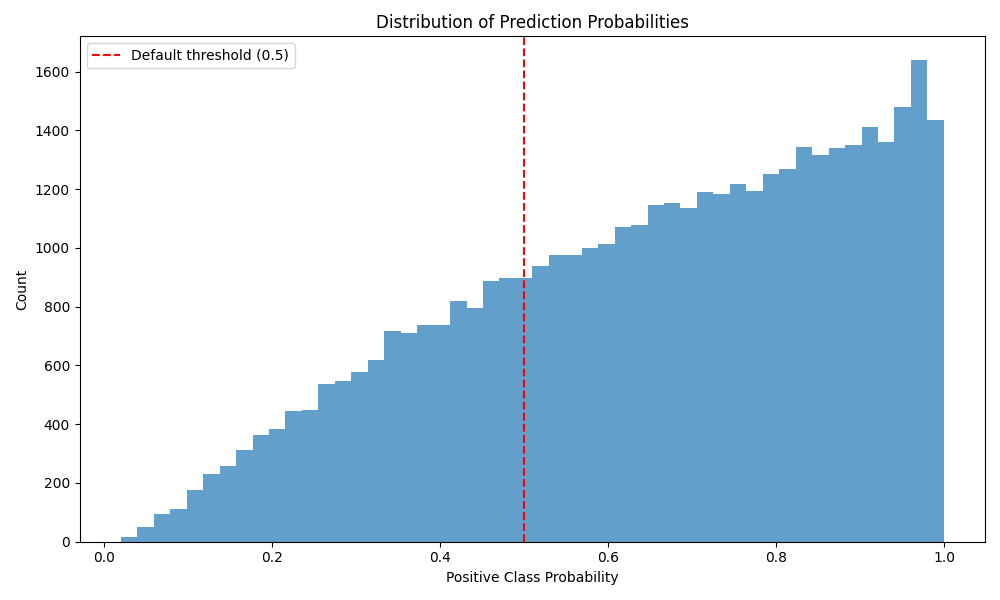 Distribution of Prediction Probabilities
Default threshold (0.5)
1600
1400
1200
1000
800
600
400
200
0
Count
0.0 0.2 0.4 0.6 0.8 1.0
Positive Class Probability